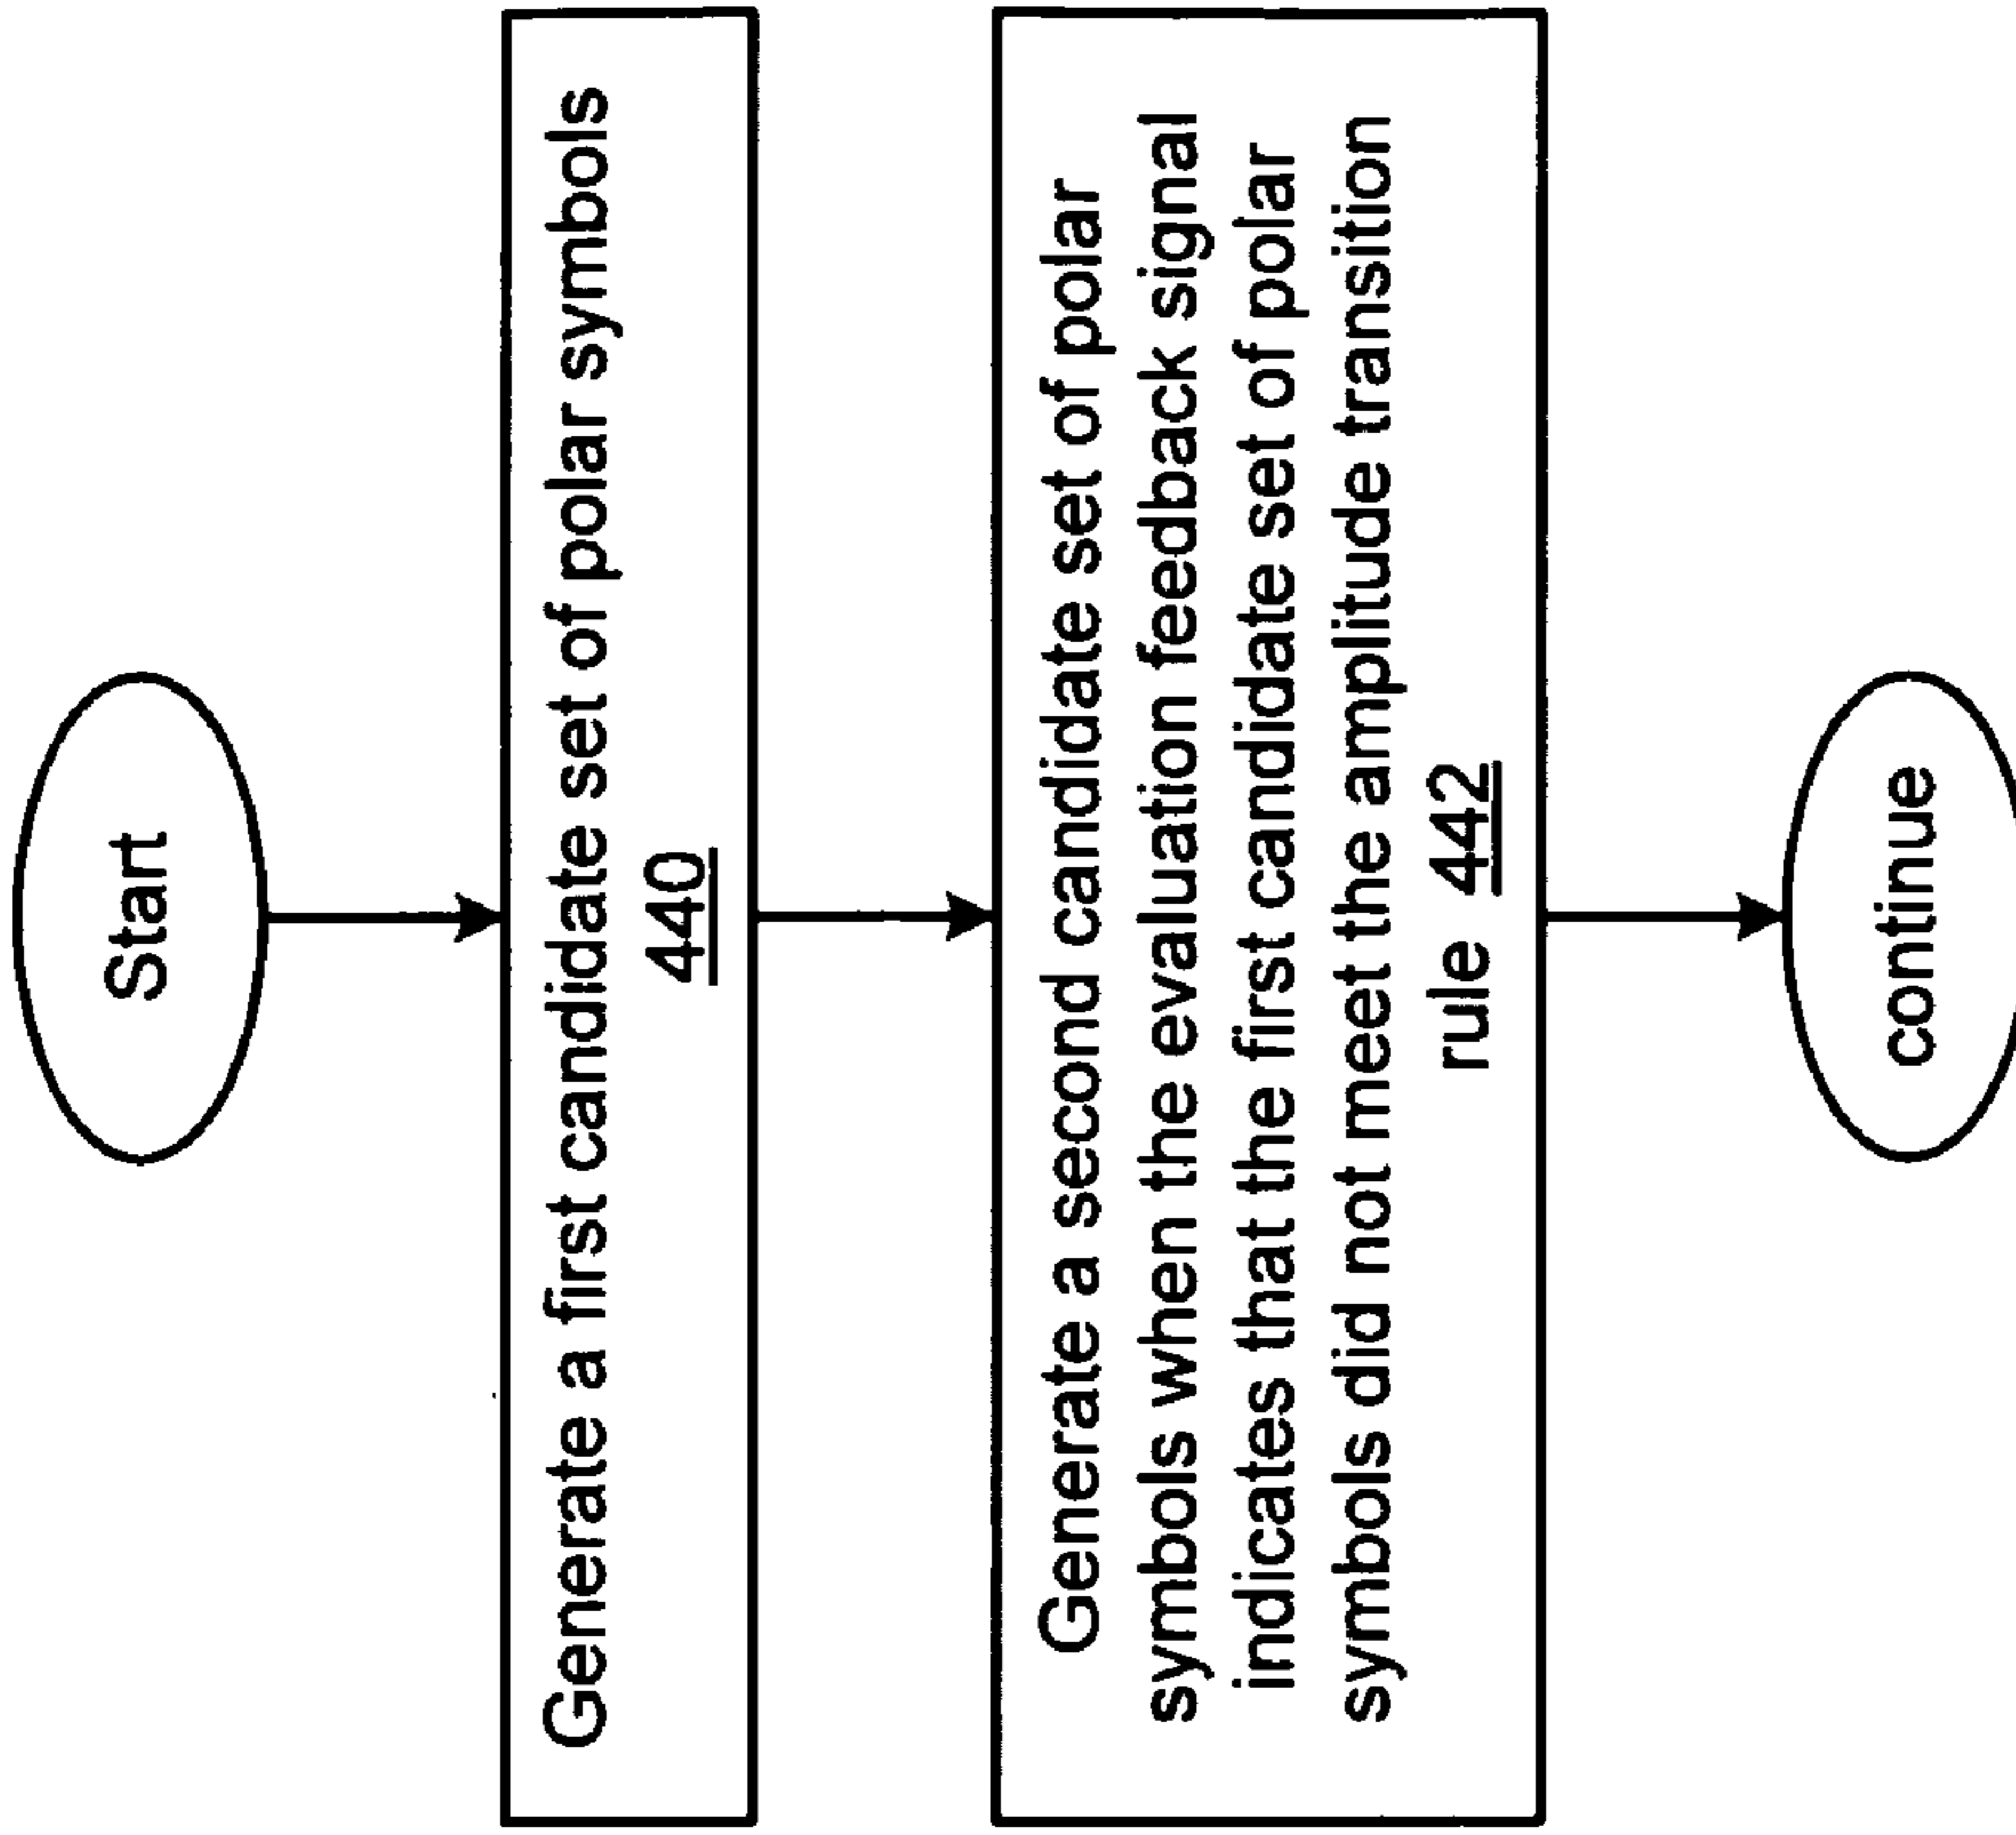 Start
Generate a first candidate set of polar symbols
440
Generate a second candidate set of polar
symbols when the evaluation feedback signal
indicates that the first candidate set of polar
symbols did not meet the amplitude transition
rule 442
continue